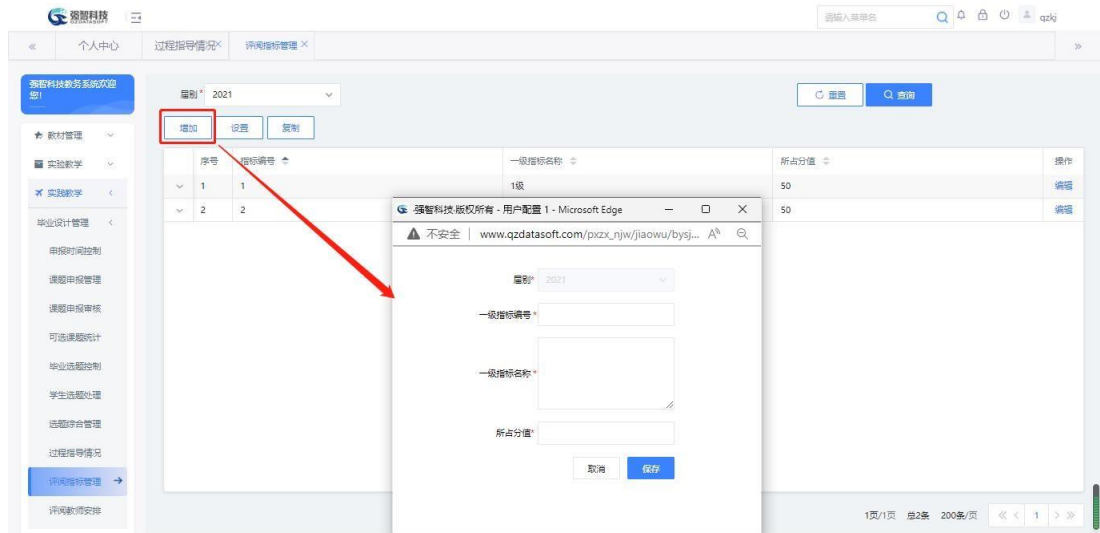 强智科技
QZDATASOFT
请输入菜单名
qzkj
个人中心
过程指导情况×
评阅指标管理 ×
强智科技教务系统欢迎
您!
届别* 2021
重置
查询
增加
设置
复制
教材管理
实验教学
实践教学
毕业设计管理
申报时间控制
课题申报管理
课题申报审核
可选课题统计
毕业选题控制
学生选题处理
选题综合管理
过程指导情况
评阅指标管理
评阅教师安排
序号 指标编号 一级指标名称 所占分值 操作
1 1 1级 50 编辑
2 2 50 编辑
强智科技·版权所有 - 用户配置 1 - Microsoft Edge
不安全 | www.qzdatasoft.com/pxzx_njw/jiaowu/bysj...
届别* 2021
一级指标编号*
一级指标名称*
所占分值*
取消
保存
1页/1页 总2条 200条/页 1